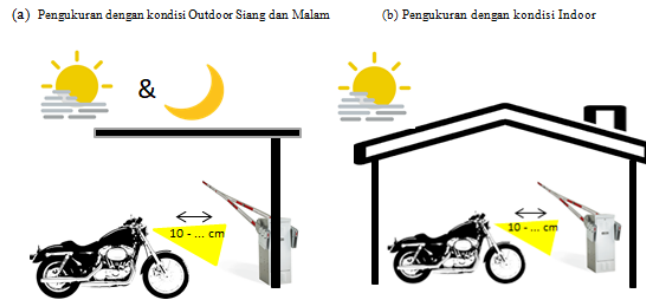 (a) Pengukuran dengan kondisi Outdoor Siang dan Malam
(b) Pengukuran dengan kondisi Indoor
&
10 - ... cm
10 - ... cm